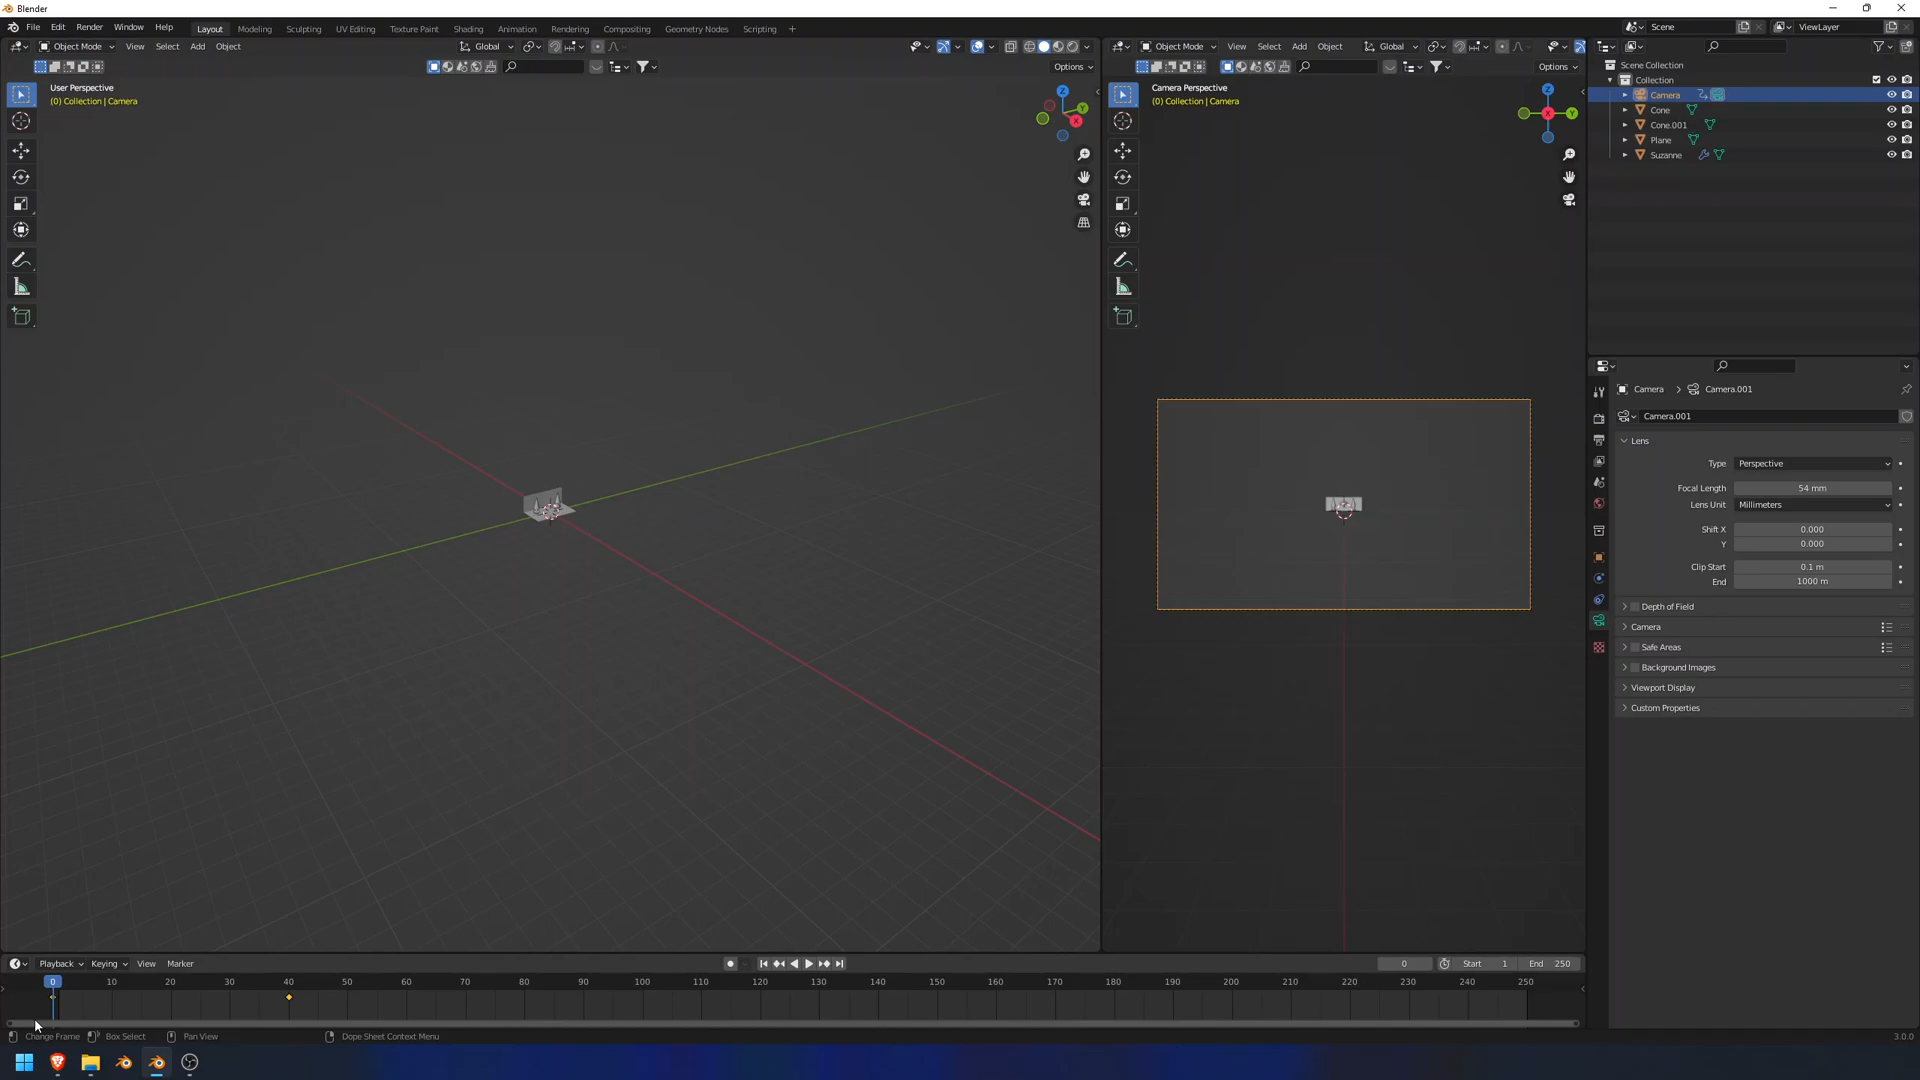 Blender
File Edit Render Window Help Layout Modeling Sculpting UV Editing Texture Paint Shading Animation Rendering Compositing Geometry Nodes Scripting + Scene ViewLayer
Object Mode View Select Add Object Global Object Mode View Select Add Object Global
Options Options
User Perspective
(0) Collection | Camera
Camera Perspective
(0) Collection | Camera
Z
Y
X
Z
X
Y
Scene Collection
Collection
Camera
Cone
Cone.001
Plane
Suzanne
Camera > Camera.001
Camera.001
Lens
Type Perspective
Focal Length 54 mm
Lens Unit Millimeters
Shift X 0.000
Y 0.000
Clip Start 0.1 m
End 1000 m
Depth of Field
Camera
Safe Areas
Background Images
Viewport Display
Custom Properties
Playback Keying View Marker 0 Start 1 End 250
0 10 20 30 40 50 60 70 80 90 100 110 120 130 140 150 160 170 180 190 200 210 220 230 240 250
Change Frame Box Select Pan View Dope Sheet Context Menu 3.0.0